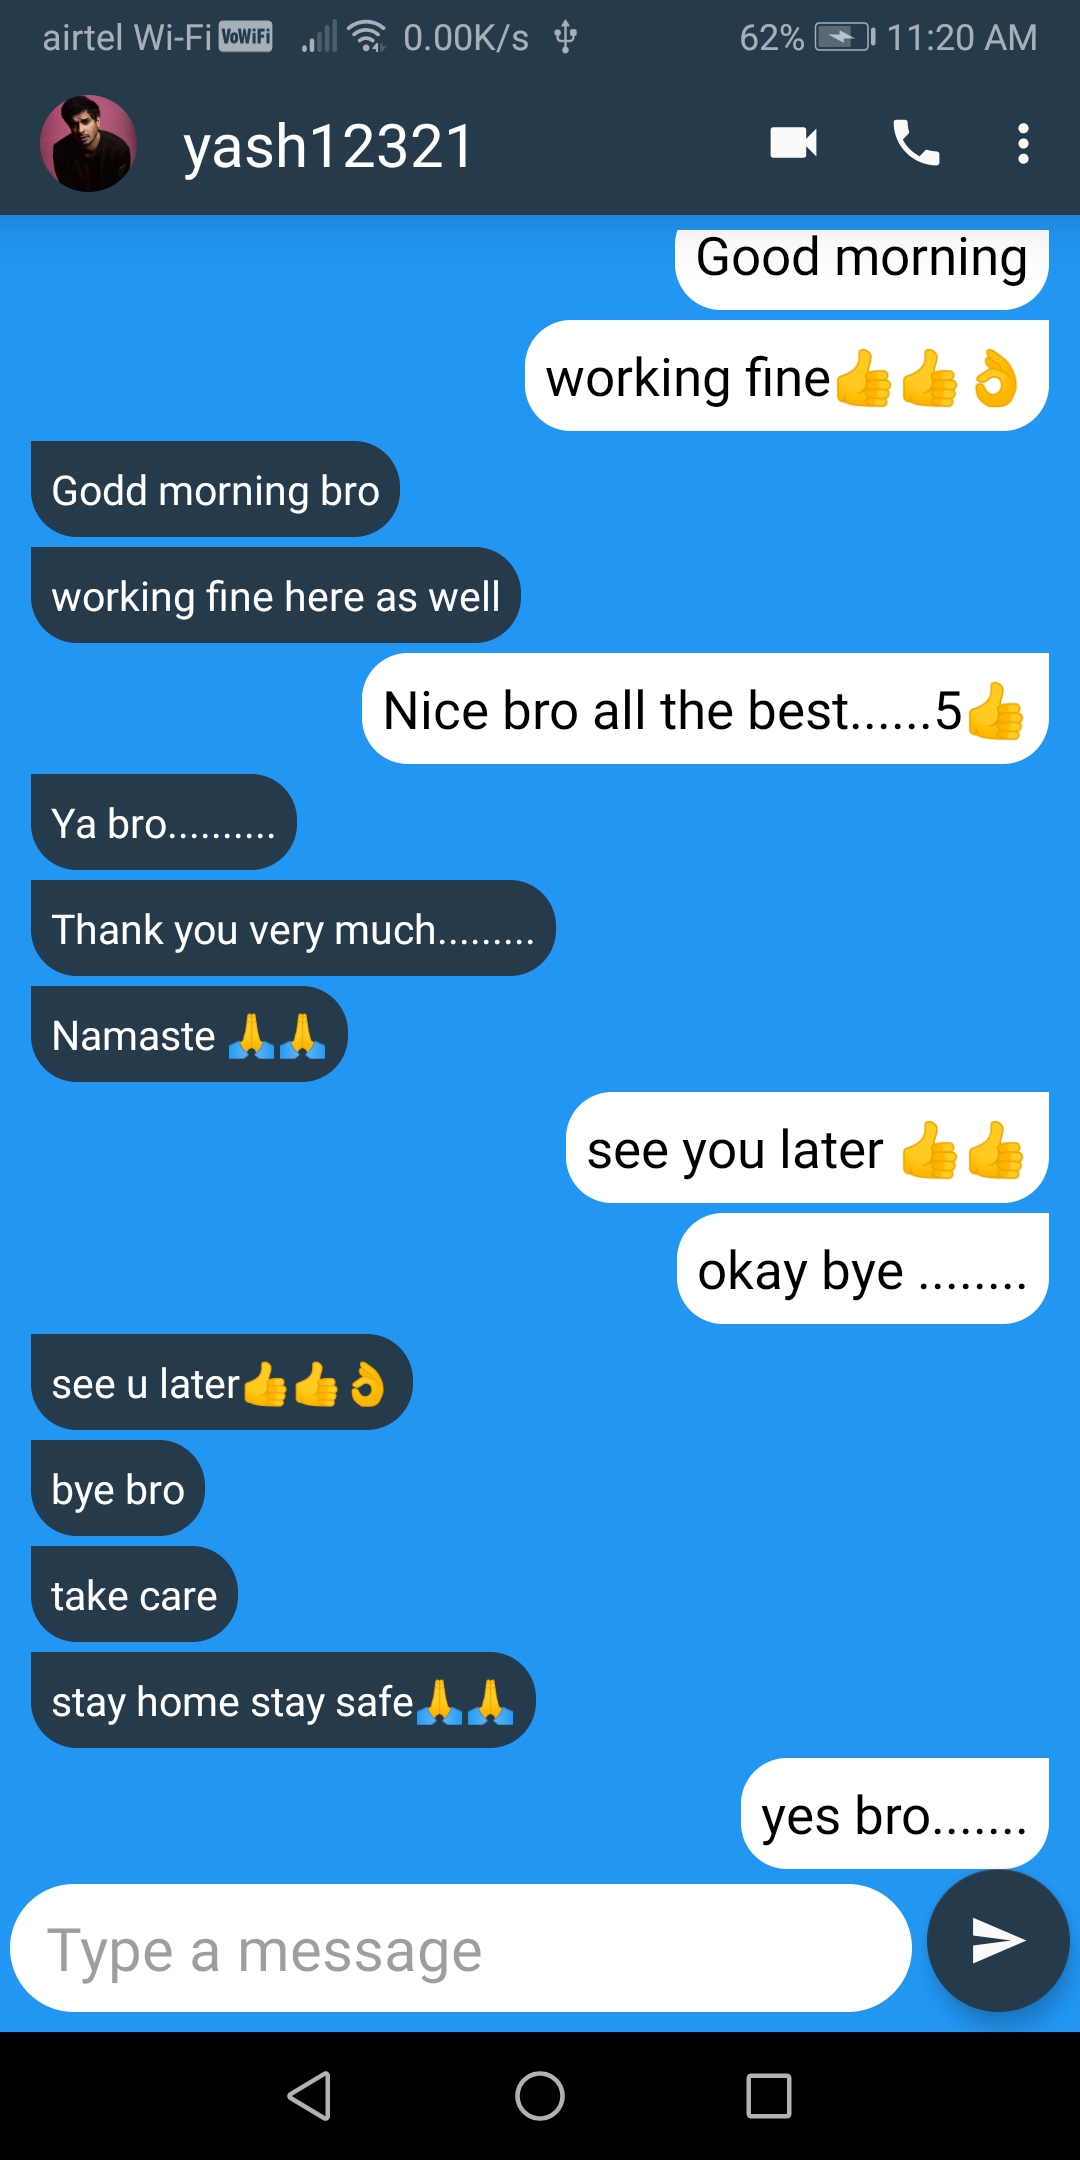 airtel Wi-Fi VoWiFi 0.00K/s 62% 11:20 AM
yash12321
Good morning
working fine👍👍👌
Godd morning bro
working fine here as well
Nice bro all the best......5👍
Ya bro..........
Thank you very much.........
Namaste 🙏🙏
see you later 👍👍
okay bye ........
see u later👍👍👌
bye bro
take care
stay home stay safe🙏🙏
yes bro.......
Type a message